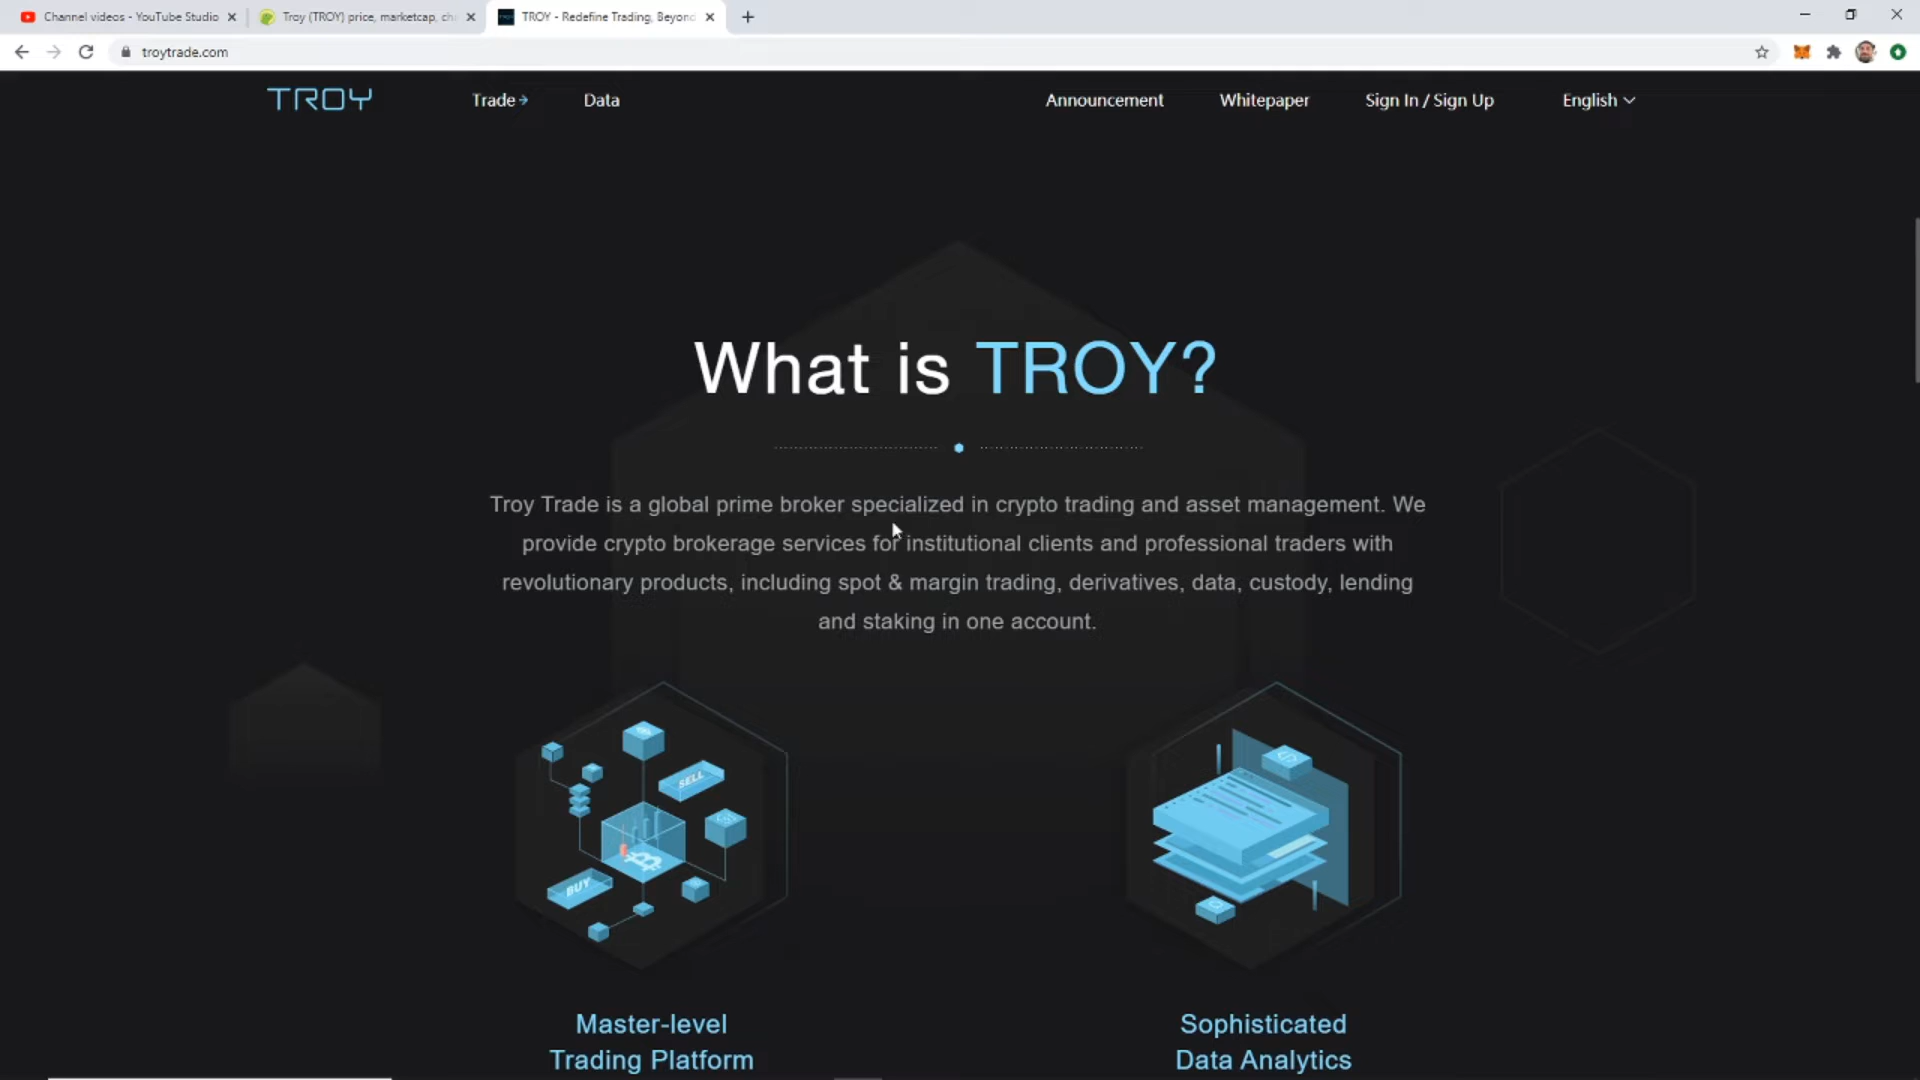 Channel videos - YouTube Studio
Troy (TROY) price, marketcap, ch
TROY - Redefine Trading, Beyond
troytrade.com
TROY
Trade
Data
Announcement
Whitepaper
Sign In / Sign Up
English
What is TROY?
Troy Trade is a global prime broker specialized in crypto trading and asset management. We
provide crypto brokerage services for institutional clients and professional traders with
revolutionary products, including spot & margin trading, derivatives, data, custody, lending
and staking in one account.
SELL
BUY
Master-level
Trading Platform
Sophisticated
Data Analytics